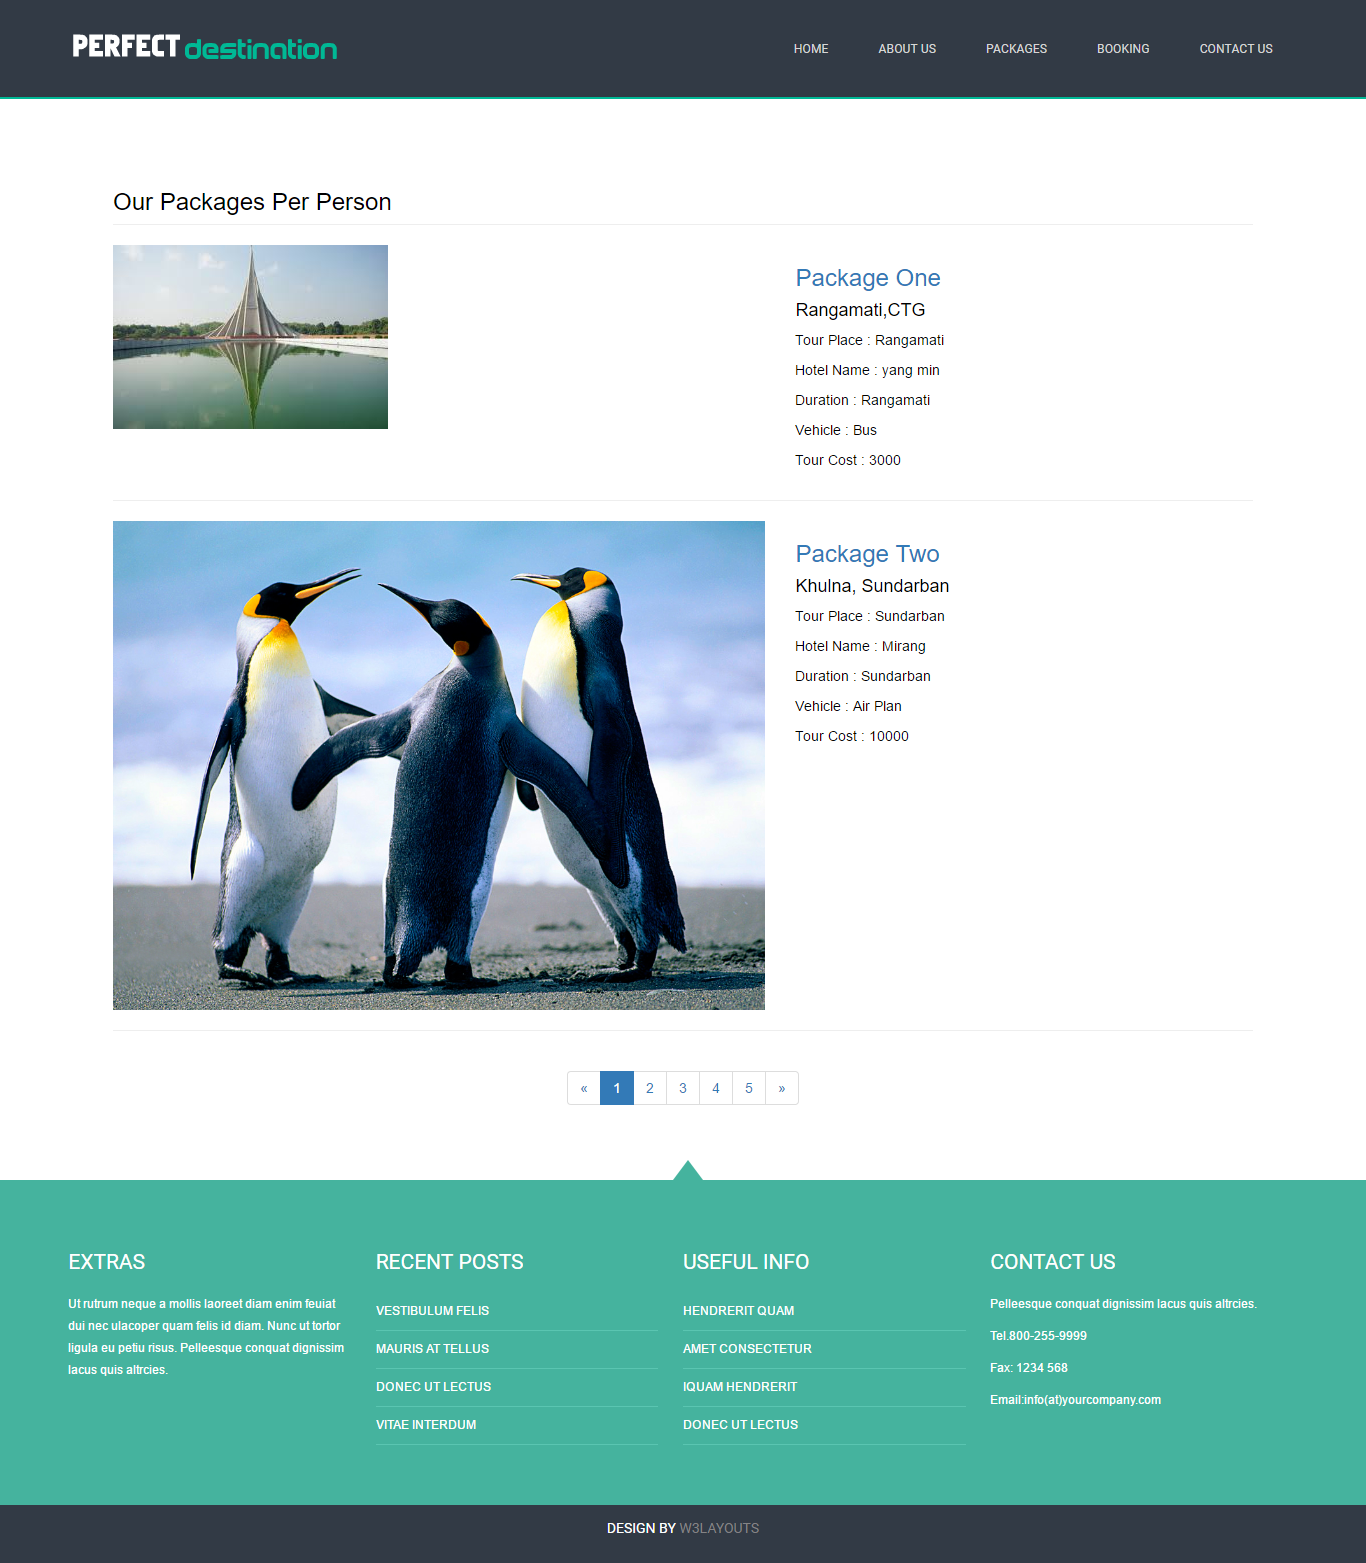 PERFECT destination
HOME ABOUT US PACKAGES BOOKING CONTACT US
Our Packages Per Person
Package One
Rangamati,CTG
Tour Place : Rangamati
Hotel Name : yang min
Duration : Rangamati
Vehicle : Bus
Tour Cost : 3000
Package Two
Khulna, Sundarban
Tour Place : Sundarban
Hotel Name : Mirang
Duration : Sundarban
Vehicle : Air Plan
Tour Cost : 10000
« 1 2 3 4 5 »
EXTRAS
Ut rutrum neque a mollis laoreet diam enim feuiat
dui nec ulacoper quam felis id diam. Nunc ut tortor
ligula eu petiu risus. Pelleesque conquat dignissim
lacus quis altrcies.
RECENT POSTS
VESTIBULUM FELIS
MAURIS AT TELLUS
DONEC UT LECTUS
VITAE INTERDUM
USEFUL INFO
HENDRERIT QUAM
AMET CONSECTETUR
IQUAM HENDRERIT
DONEC UT LECTUS
CONTACT US
Pelleesque conquat dignissim lacus quis altrcies.
Tel.800-255-9999
Fax: 1234 568
Email:info(at)yourcompany.com
DESIGN BY W3LAYOUTS